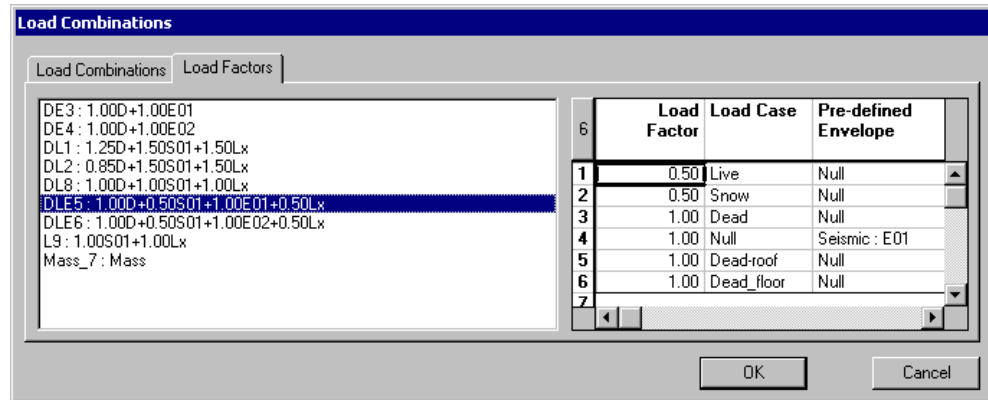 Load Combinations
Load Combinations Load Factors
DE3 : 1.00D+1.00E01
DE4 : 1.00D+1.00E02
DL1 : 1.25D+1.50S01+1.50Lx
DL2 : 0.85D+1.50S01+1.50Lx
DL8 : 1.00D+1.00S01+1.00Lx
DLE5 : 1.00D+0.50S01+1.00E01+0.50Lx
DLE6 : 1.00D+0.50S01+1.00E02+0.50Lx
L9 : 1.00S01+1.00Lx
Mass_7 : Mass
6 Load Factor Load Case Pre-defined Envelope
1 0.50 Live Null
2 0.50 Snow Null
3 1.00 Dead Null
4 1.00 Null Seismic : E01
5 1.00 Dead-roof Null
6 1.00 Dead_floor Null
7
OK Cancel